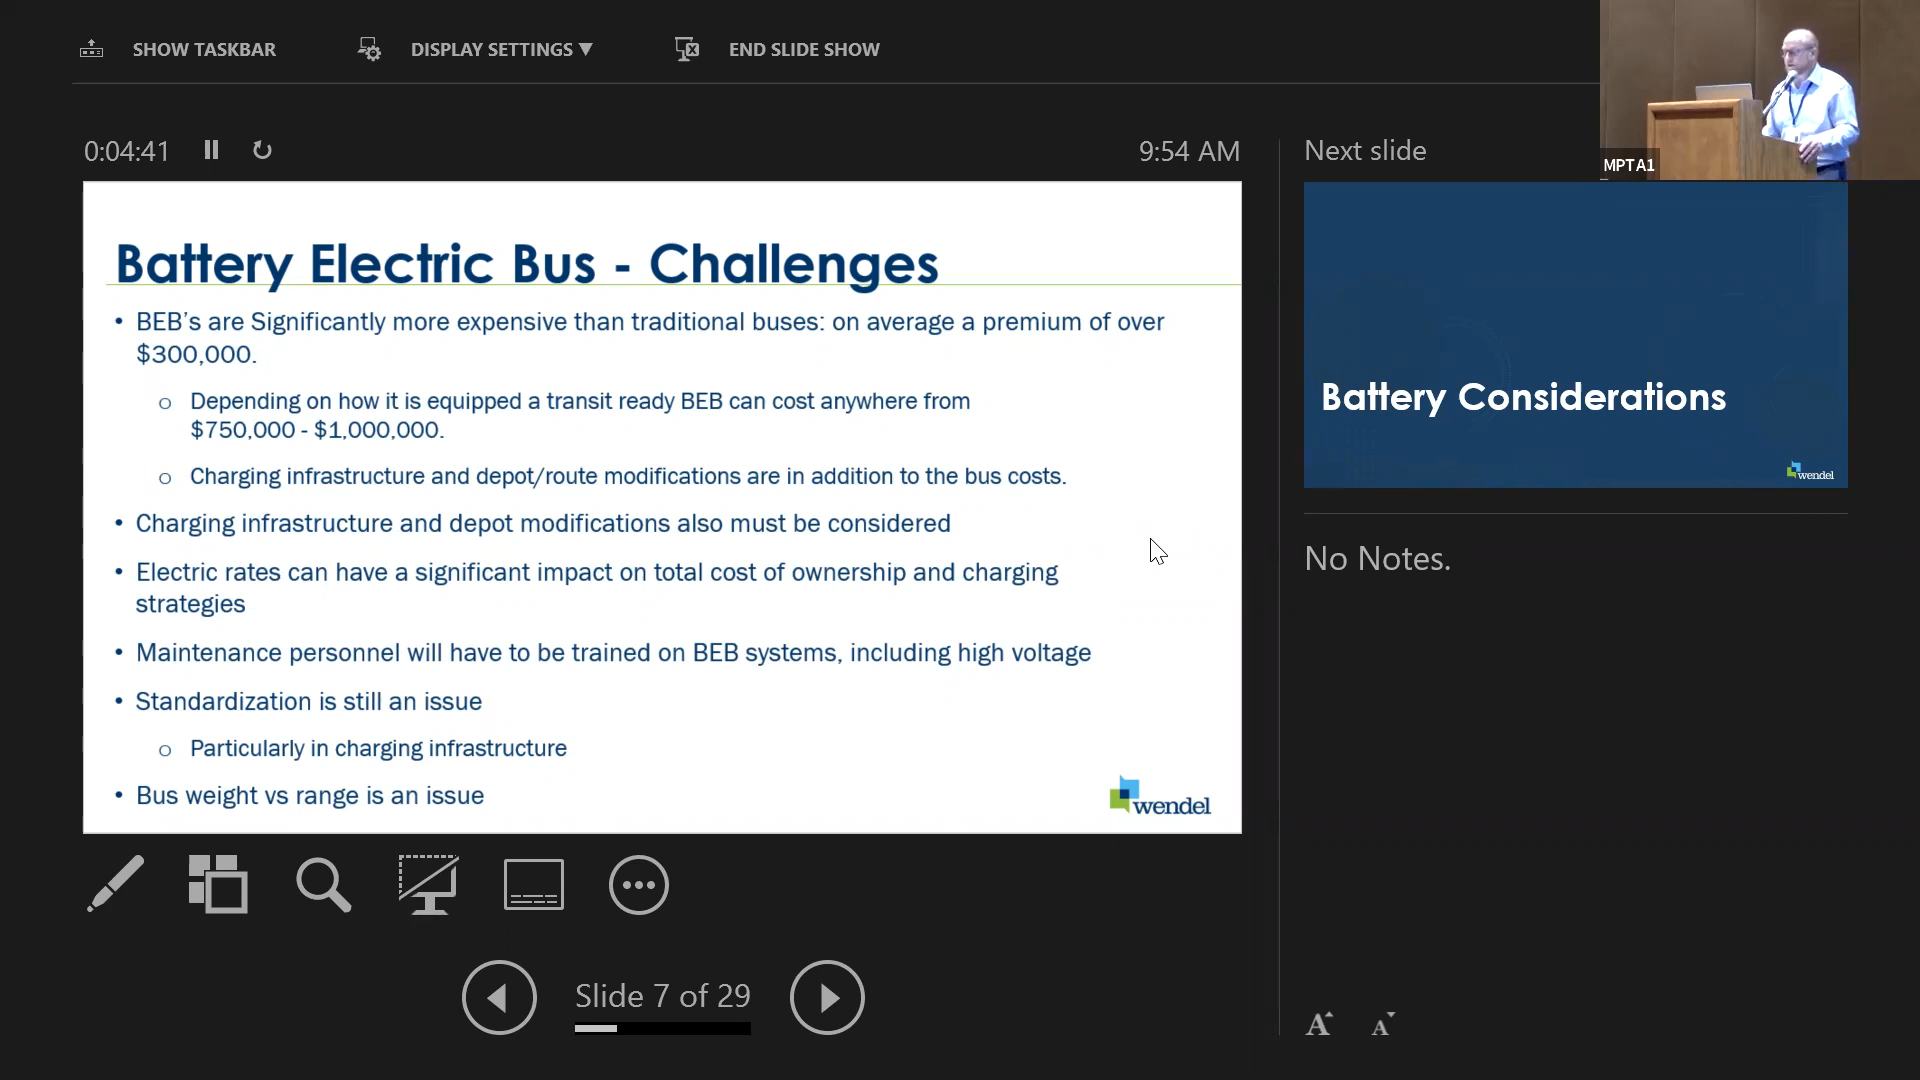 SHOW TASKBAR
DISPLAY SETTINGS ▼
END SLIDE SHOW
MPTA1
0:04:41
9:54 AM
Next slide
Battery Electric Bus - Challenges
• BEB's are Significantly more expensive than traditional buses: on average a premium of over
$300,000.
o Depending on how it is equipped a transit ready BEB can cost anywhere from
$750,000 - $1,000,000.
o Charging infrastructure and depot/route modifications are in addition to the bus costs.
• Charging infrastructure and depot modifications also must be considered
• Electric rates can have a significant impact on total cost of ownership and charging
strategies
• Maintenance personnel will have to be trained on BEB systems, including high voltage
• Standardization is still an issue
o Particularly in charging infrastructure
• Bus weight vs range is an issue
wendel
Battery Considerations
wendel
No Notes.
Slide 7 of 29
A
A